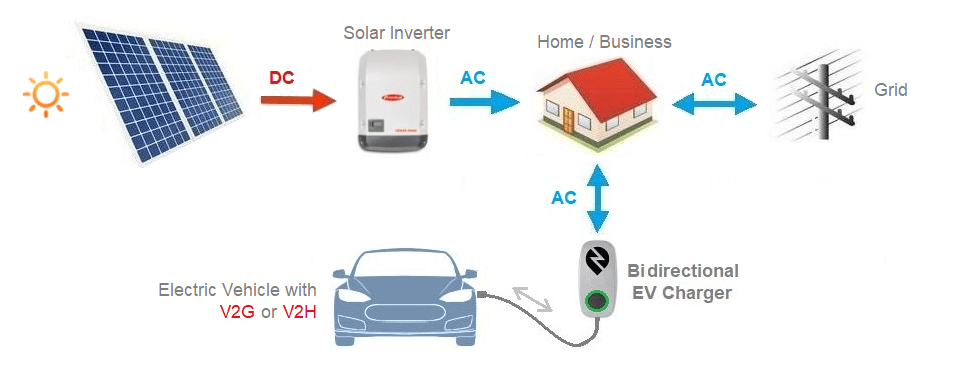 Solar Inverter
Home / Business
DC
AC
AC
Grid
AC
Bidirectional
EV Charger
Electric Vehicle with
V2G or V2H